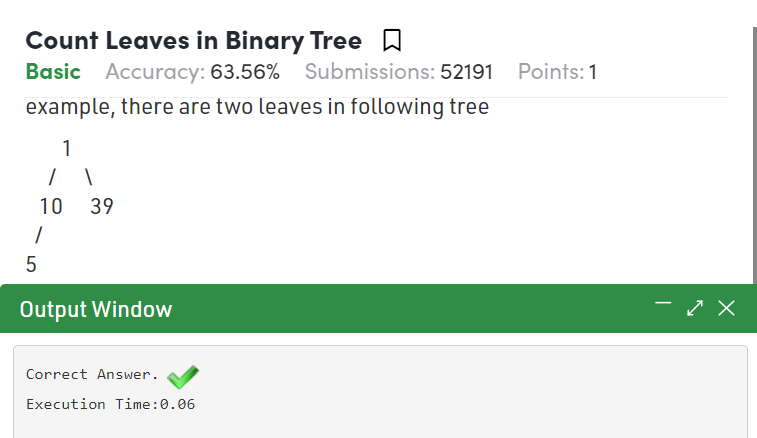 Count Leaves in Binary Tree
Basic Accuracy: 63.56% Submissions: 52191 Points: 1
example, there are two leaves in following tree
1
/ \
10 39
/
5
Output Window
Correct Answer.
Execution Time:0.06